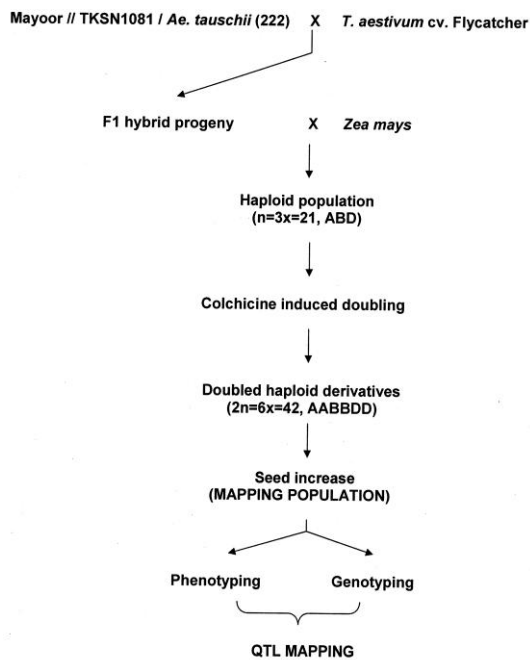 Mayoor // TKSN1081 / Ae. tauschii (222) X T. aestivum cv. Flycatcher
F1 hybrid progeny X Zea mays
Haploid population
(n=3x=21, ABD)
Colchicine induced doubling
Doubled haploid derivatives
(2n=6x=42, AABBDD)
Seed increase
(MAPPING POPULATION)
Phenotyping Genotyping
QTL MAPPING